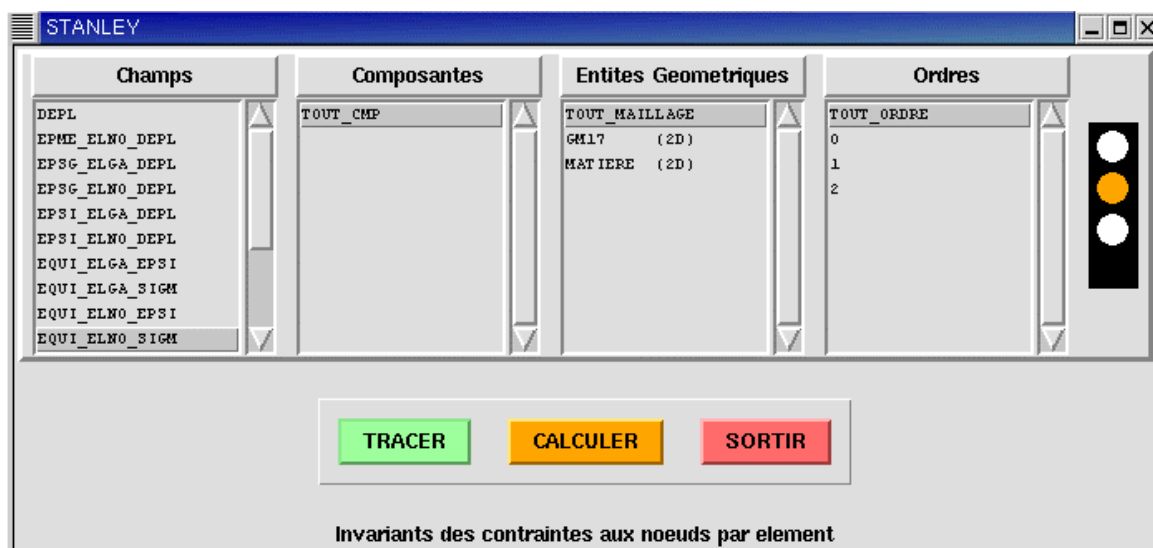 STANLEY
Champs
Composantes
Entites Geometriques
Ordres
DEPL
EPME_ELNO_DEPL
EPSG_ELGA_DEPL
EPSG_ELNO_DEPL
EPSI_ELGA_DEPL
EPSI_ELNO_DEPL
EQUI_ELGA_EPSI
EQUI_ELGA_SIGM
EQUI_ELNO_EPSI
EQUI_ELNO_SIGM
TOUT_CMP
TOUT_MAILLAGE
GM17 (2D)
MATIERE (2D)
TOUT_ORDRE
0
1
2
TRACER
CALCULER
SORTIR
Invariants des contraintes aux noeuds par element